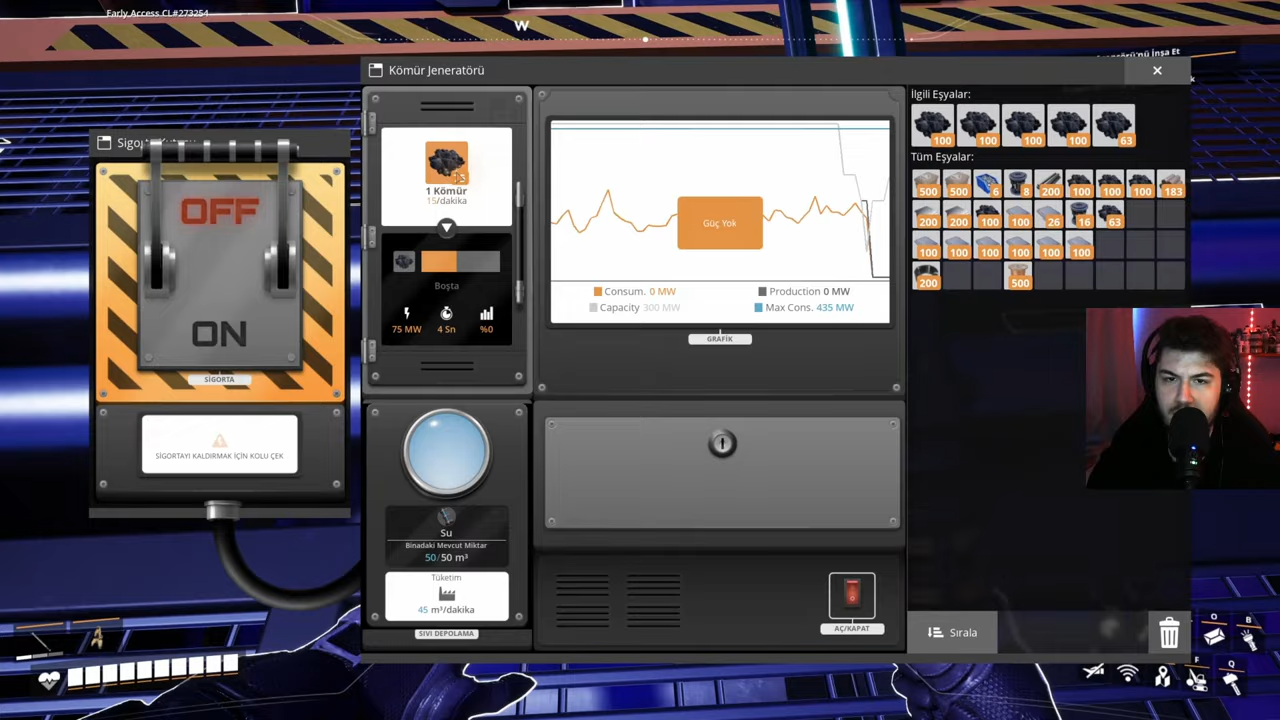 Early Access CL#273254
W
İnşa Et
Kömür Jeneratörü
İlgili Eşyalar:
100 100 100 100 63
Tüm Eşyalar:
500 500 6 8 200 100 100 100 183
200 200 100 100 26 16 63
100 100 100 100 100 100
200 500
Sırala
OFF
ON
SİGORTA
SİGORTAYI KALDIRMAK İÇİN KOLU ÇEK
15
1 Kömür
15/dakika
Boşta
75 MW 4 Sn %0
Güç Yok
Consum. 0 MW
Production 0 MW
Capacity 300 MW
Max Cons. 435 MW
GRAFİK
Su
Binadaki Mevcut Miktar
50/50 m³
Tüketim
45 m³/dakika
SIVI DEPOLAMA
AÇ/KAPAT
O B
F Q